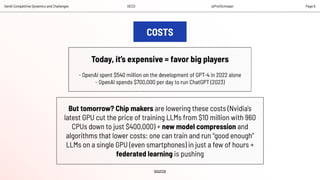 GenAI Competitive Dynamics and Challenges OECD @ProfSchrepel Page 8
COSTS
Today, it's expensive = favor big players
- OpenAI spent $540 million on the development of GPT-4 in 2022 alone
- OpenAI spends $700,000 per day to run ChatGPT (2023)
But tomorrow? Chip makers are lowering these costs (Nvidia's
latest GPU cut the price of training LLMs from $10 million with 960
CPUs down to just $400,000) + new model compression and
algorithms that lower costs: one can train and run "good enough"
LLMs on a single GPU (even smartphones) in just a few of hours +
federated learning is pushing
source